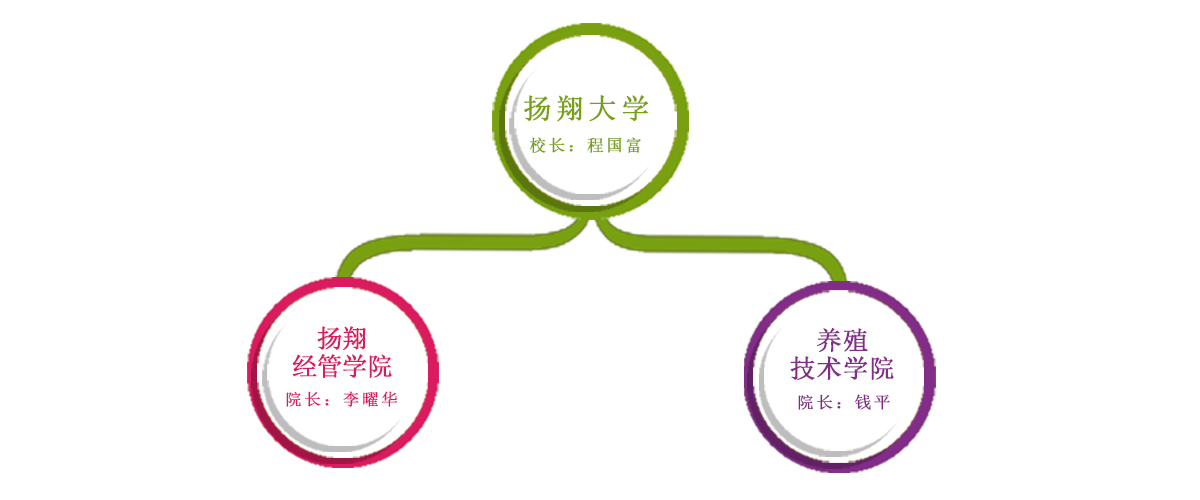 扬翔大学
校长：程国富
扬翔
经管学院
院长：李曜华
养殖
技术学院
院长：钱平